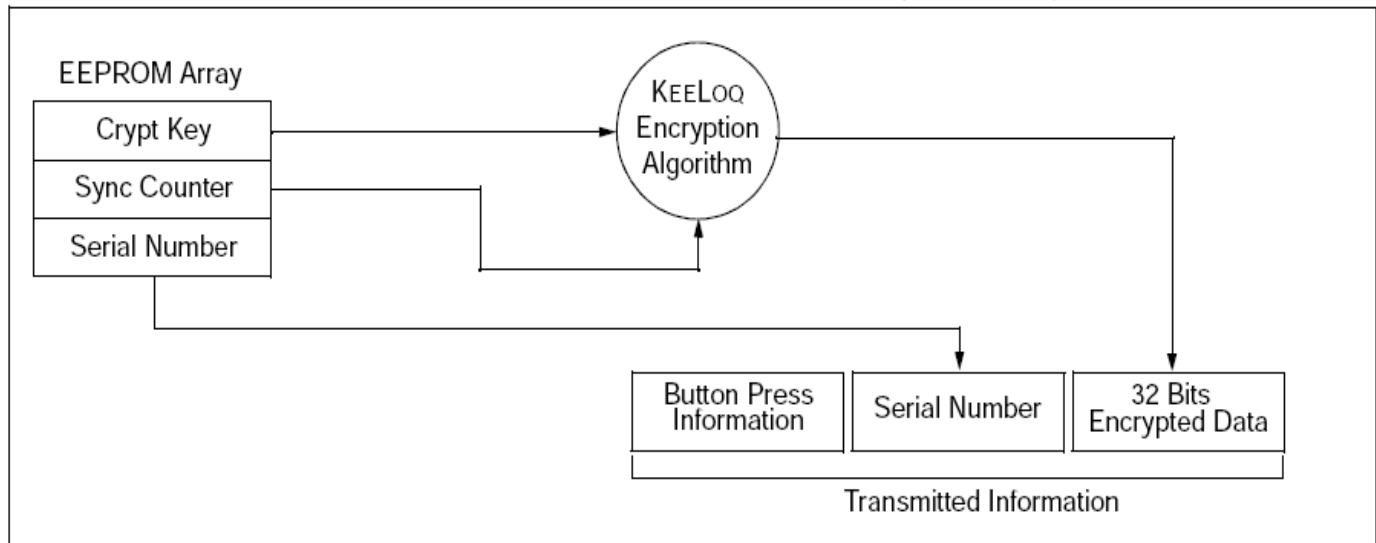 EEPROM Array
Crypt Key
Sync Counter
Serial Number
KEELOQ
Encryption
Algorithm
Button Press
Information
Serial Number
32 Bits
Encrypted Data
Transmitted Information